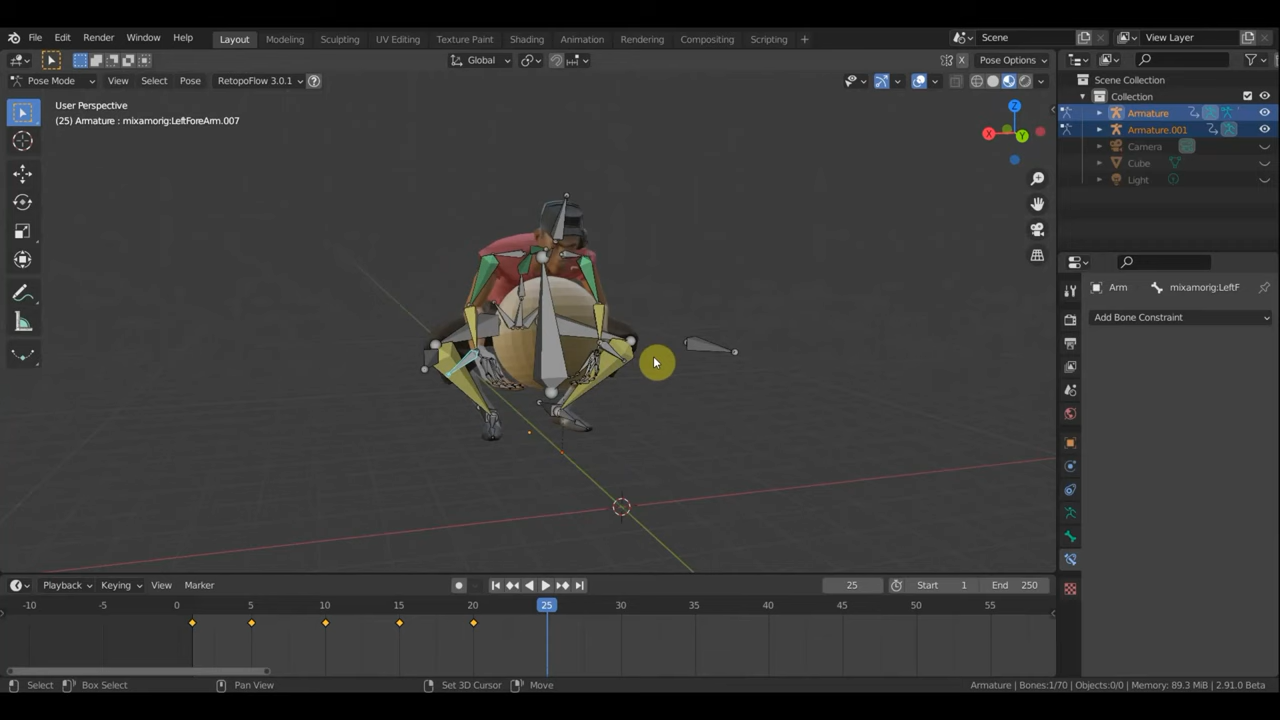 File Edit Render Window Help Layout Modeling Sculpting UV Editing Texture Paint Shading Animation Rendering Compositing Scripting + Scene View Layer
Global Pose Options
Pose Mode View Select Pose RetopoFlow 3.0.1
User Perspective
(25) Armature : mixamorig:LeftForeArm.007
Z
X
Y
Scene Collection
Collection
Armature
Armature.001
Camera
Cube
Light
Arm mixamorig:LeftF
Add Bone Constraint
Playback Keying View Marker 25 Start 1 End 250
-10 -5 0 5 10 15 20 25 30 35 40 45 50 55
Select Box Select Pan View Set 3D Cursor Move Armature | Bones:1/70 | Objects:0/0 | Memory: 89.3 MiB | 2.91.0 Beta